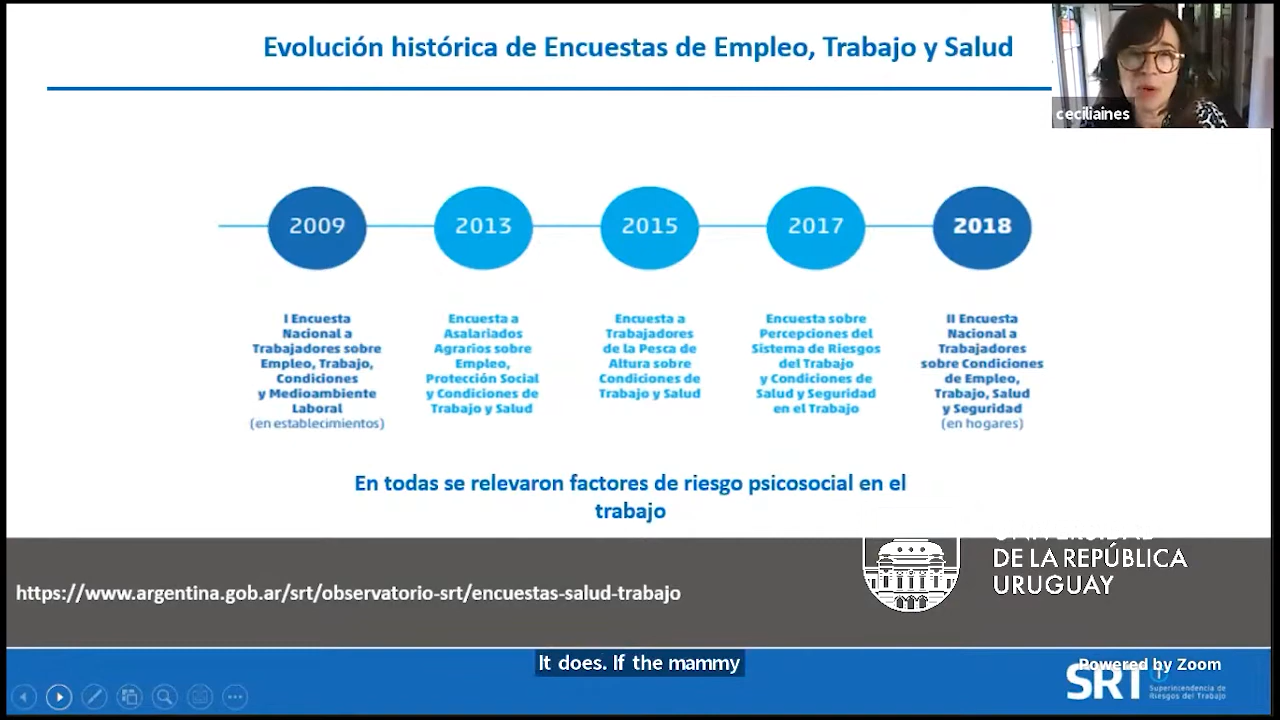 Evolución histórica de Encuestas de Empleo, Trabajo y Salud
ceciliaines
2009
2013
2015
2017
2018
I Encuesta
Nacional a
Trabajadores sobre
Empleo, Trabajo,
Condiciones
y Medioambiente
Laboral
(en establecimientos)
Encuesta a
Asalariados
Agrarios sobre
Empleo,
Protección Social
y Condiciones de
Trabajo y Salud
Encuesta a
Trabajadores
de la Pesca de
Altura sobre
Condiciones de
Trabajo y Salud
Encuesta sobre
Percepciones del
Sistema de Riesgos
del Trabajo
y Condiciones de
Salud y Seguridad
en el Trabajo
II Encuesta
Nacional a
Trabajadores
sobre Condiciones
de Empleo,
Trabajo, Salud
y Seguridad
(en hogares)
En todas se relevaron factores de riesgo psicosocial en el
trabajo
DE LA REPÚBLICA
URUGUAY
https://www.argentina.gob.ar/srt/observatorio-srt/encuestas-salud-trabajo
It does. If the mammy
Powered by Zoom
SRT
Superintendencia de
Riesgos del Trabajo